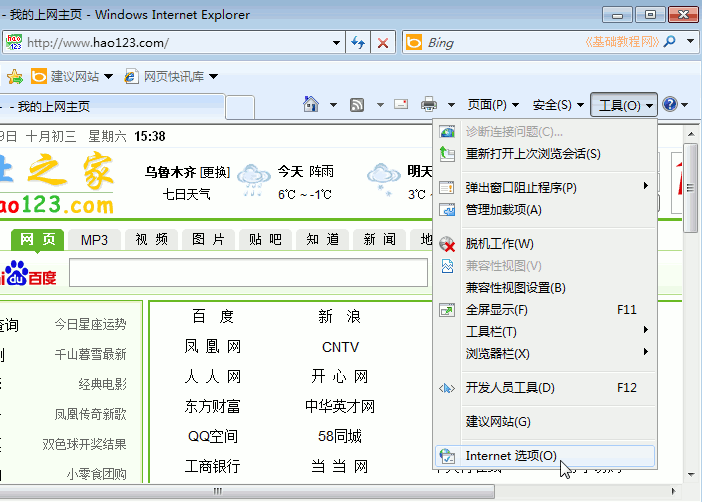 - 我的上网主页 - Windows Internet Explorer
http://www.hao123.com/
Bing
《基础教程网》
建议网站
网页快讯库
- 我的上网主页
页面(P)
安全(S)
工具(O)
9日 十月初三 星期六 15:38
之家
hao123.com
乌鲁木齐 [更换]
七日天气
今天 阵雨
6℃ ~ -1℃
明天
3℃
网 页
MP3
视 频
图 片
贴 吧
知 道
新 闻
地
百度
查询
今日星座运势
千山暮雪最新
经典电影
凤凰传奇新歌
双色球开奖结果
小零食团购
百 度
新 浪
凤 凰 网
CNTV
人 人 网
开 心 网
东方财富
中华英才网
QQ空间
58同城
工商银行
当 当 网
诊断连接问题(C)...
重新打开上次浏览会话(S)
弹出窗口阻止程序(P)
管理加载项(A)
脱机工作(W)
兼容性视图(V)
兼容性视图设置(B)
全屏显示(F) F11
工具栏(T)
浏览器栏(X)
开发人员工具(D) F12
建议网站(G)
Internet 选项(O)